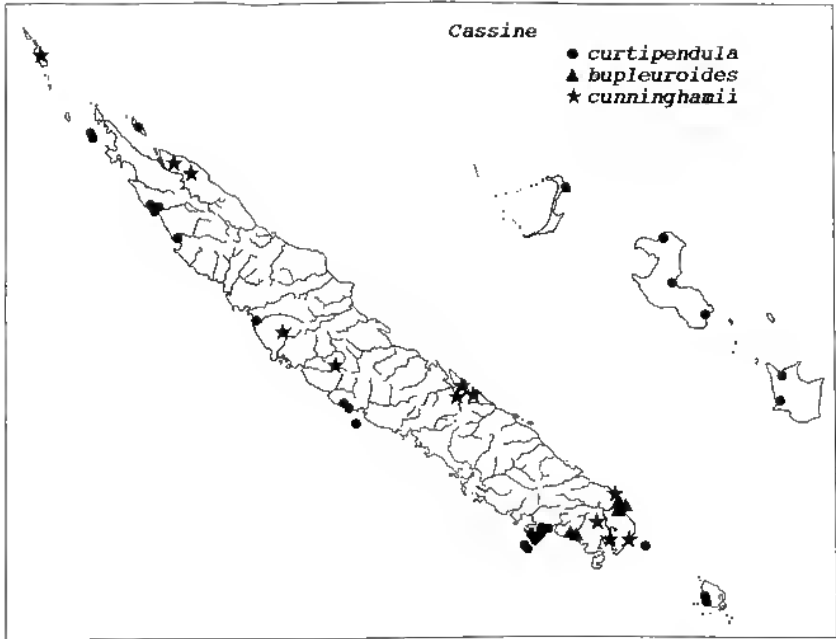 Cassine
● curtipendula
▲ bupleuroides
★ cunninghamii